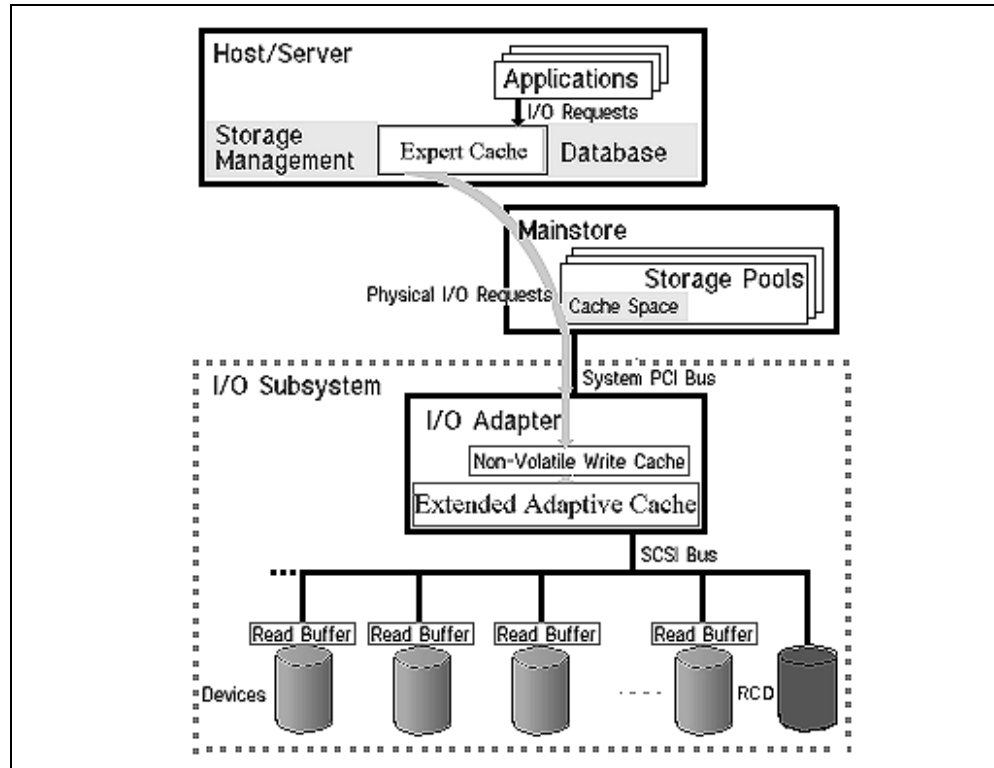 Host/Server
Applications
I/O Requests
Storage
Management
Expert Cache
Database
Mainstore
Storage Pools
Physical I/O Requests
Cache Space
System PCI Bus
I/O Subsystem
I/O Adapter
Non-Volatile Write Cache
Extended Adaptive Cache
SCSI Bus
Read Buffer
Read Buffer
Read Buffer
Read Buffer
Devices
RCD